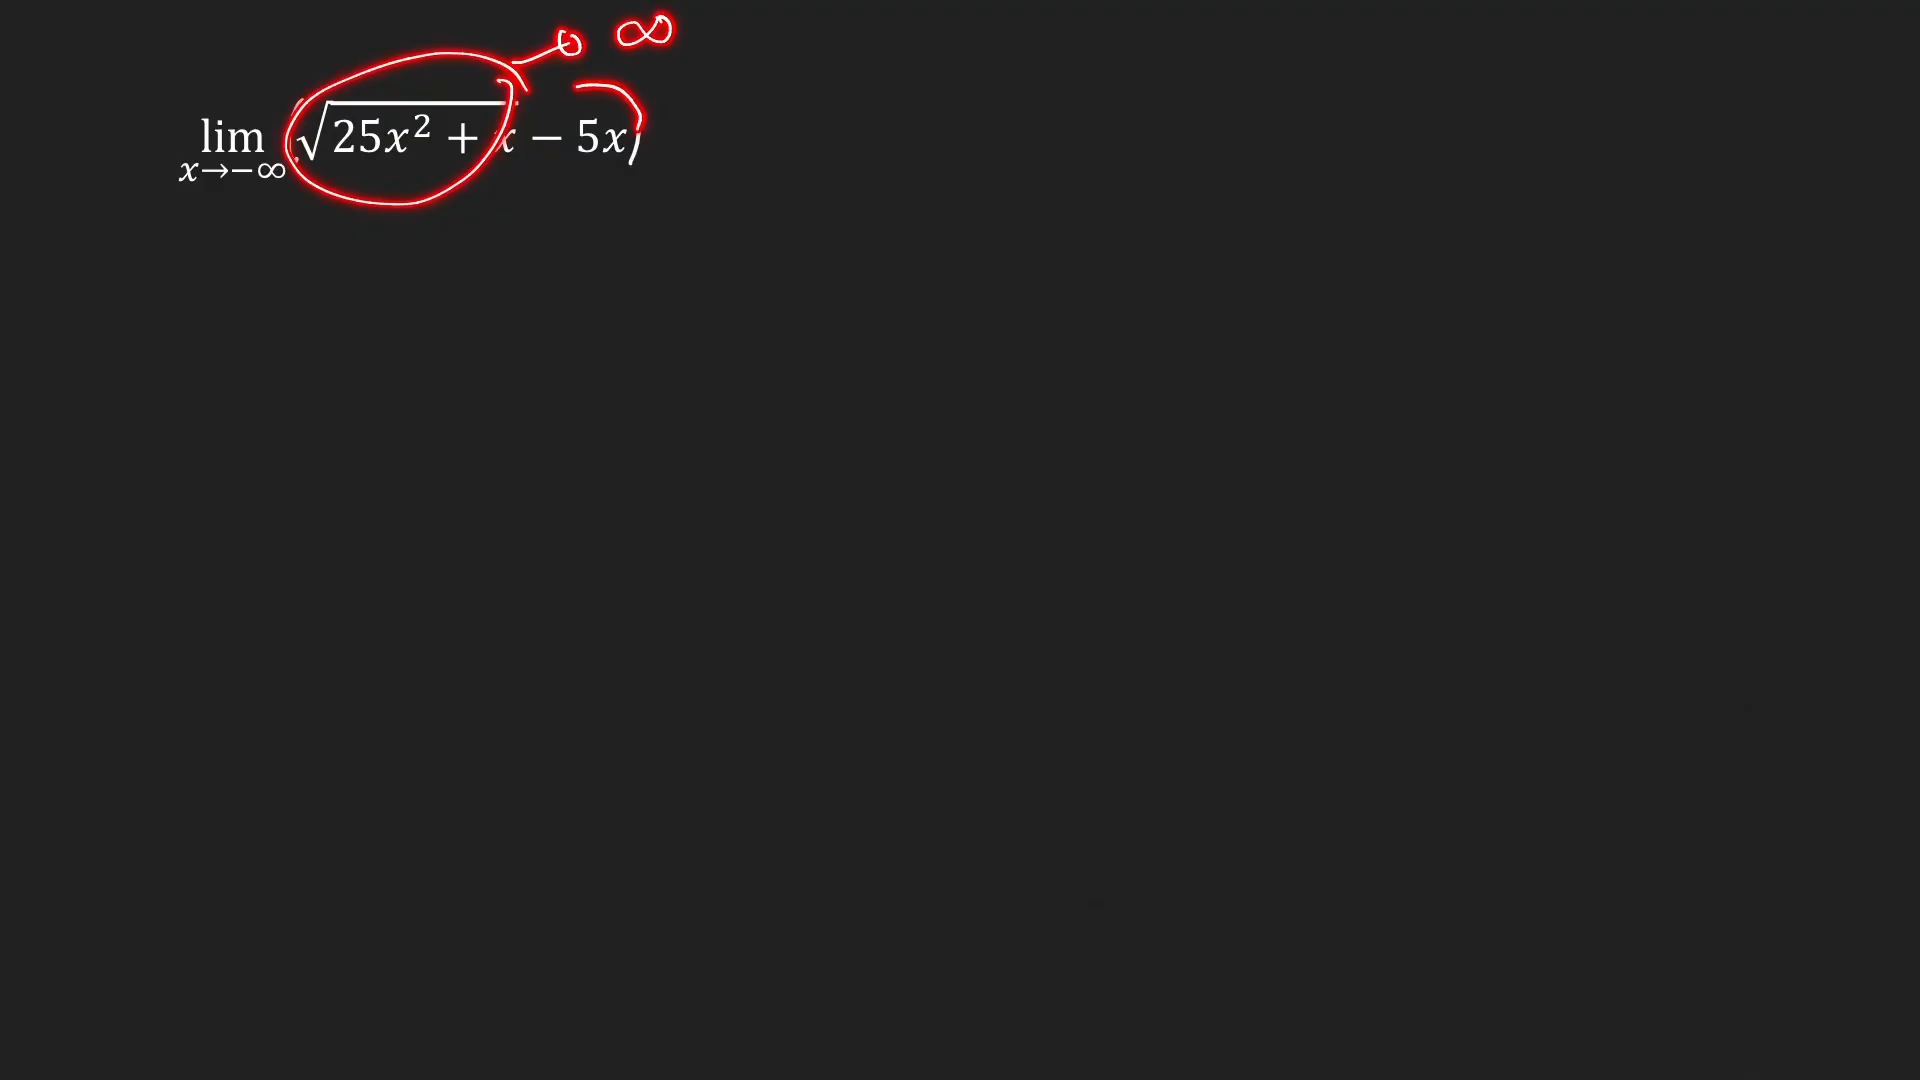 ∞
lim x→−∞ (√25x² + x − 5x)